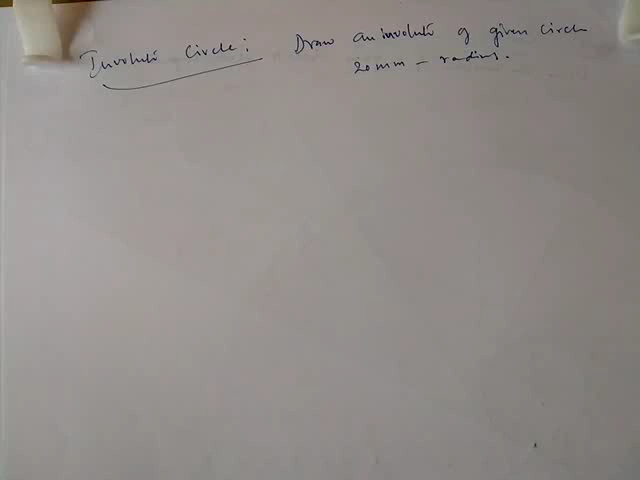 Involute Circle: Draw an involute of given circle
20mm - radius.